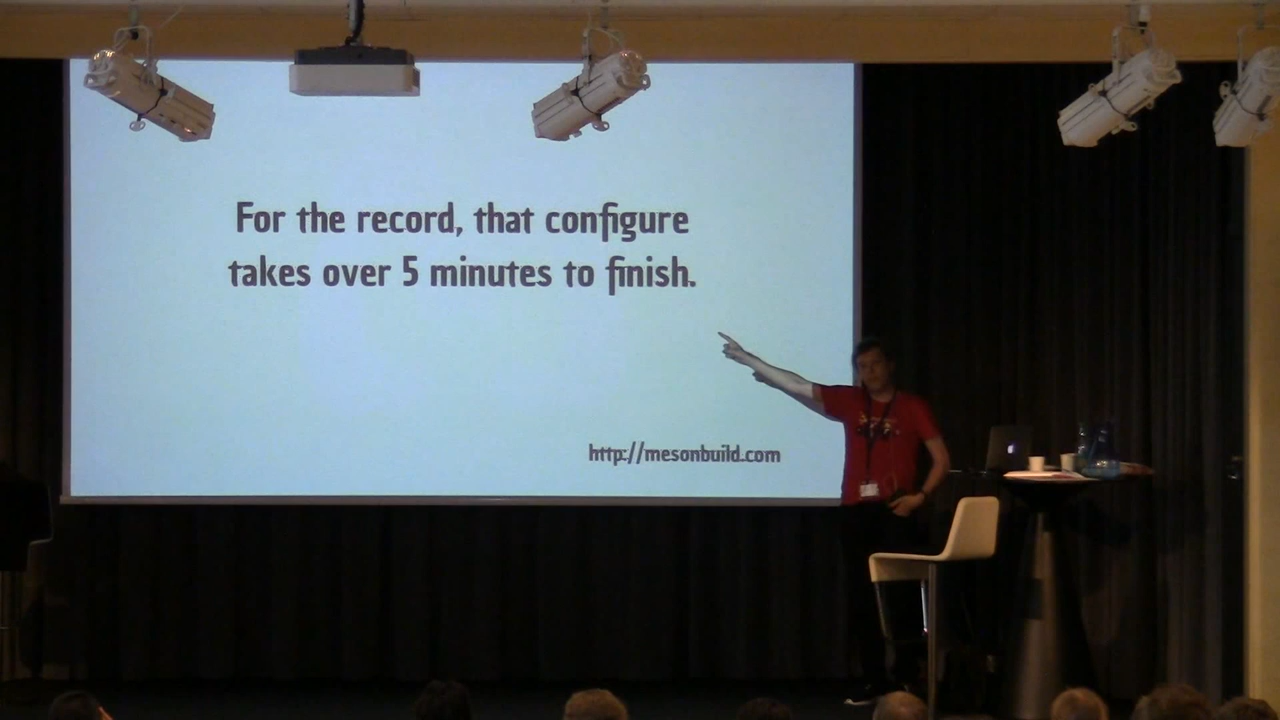 For the record, that configure
takes over 5 minutes to finish.
http://mesonbuild.com